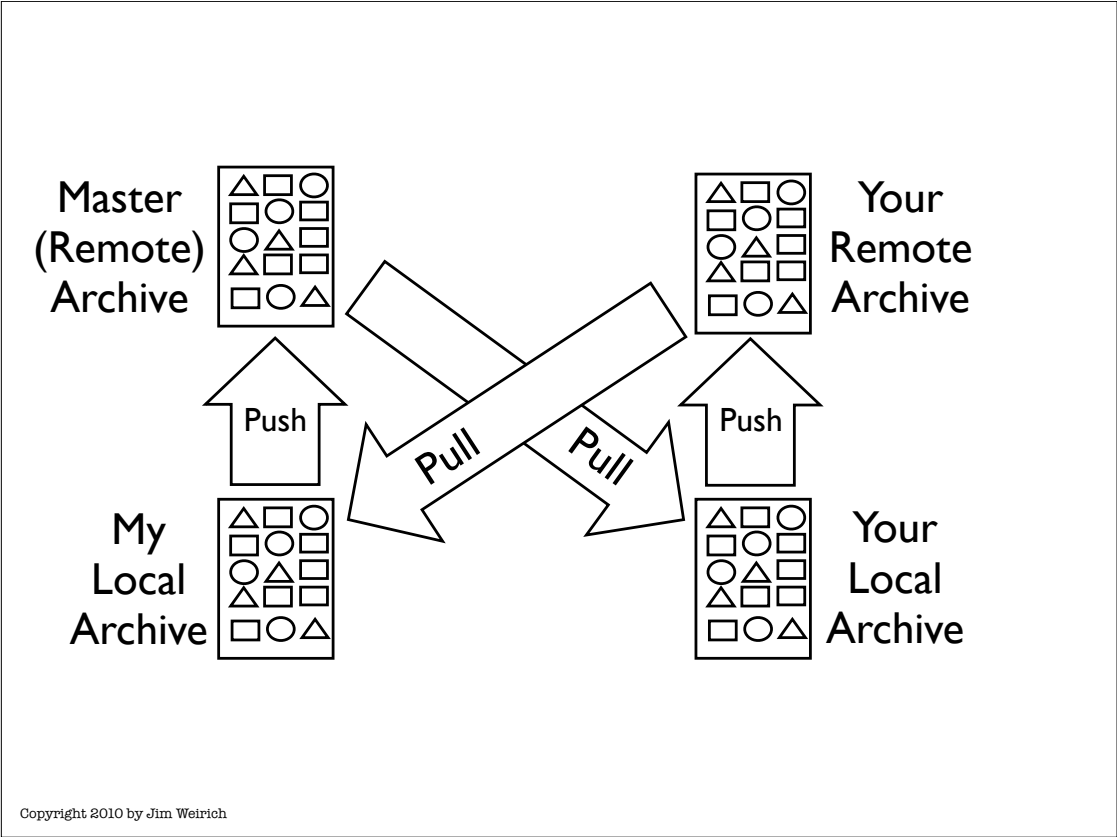 Master
(Remote)
Archive
Your
Remote
Archive
Push
Pull
Pull
Push
My
Local
Archive
Your
Local
Archive
Copyright 2010 by Jim Weirich